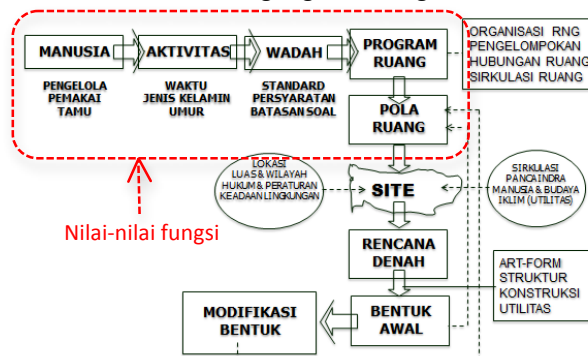 MANUSIA
AKTIVITAS
WADAH
PROGRAM
RUANG
ORGANISASI RNG
PENGELOMPOKAN
HUBUNGAN RUANG
SIRKULASI RUANG
PENGELOLA
PEMAKAI
TAMU
WAKTU
JENIS KELAMIN
UMUR
STANDARD
PERSYARATAN
BATASAN SOAL
POLA
RUANG
LOKASI
LUAS & WILAYAH
HUKUM & PERATURAN
KEADAAN LINGKUNGAN
SITE
SIRKULASI
PANCAINDRA
MANUSIA & BUDAYA
IKLIM (UTILITAS)
Nilai-nilai fungsi
RENCANA
DENAH
ART-FORM
STRUKTUR
KONSTRUKSI
UTILITAS
MODIFIKASI
BENTUK
BENTUK
AWAL